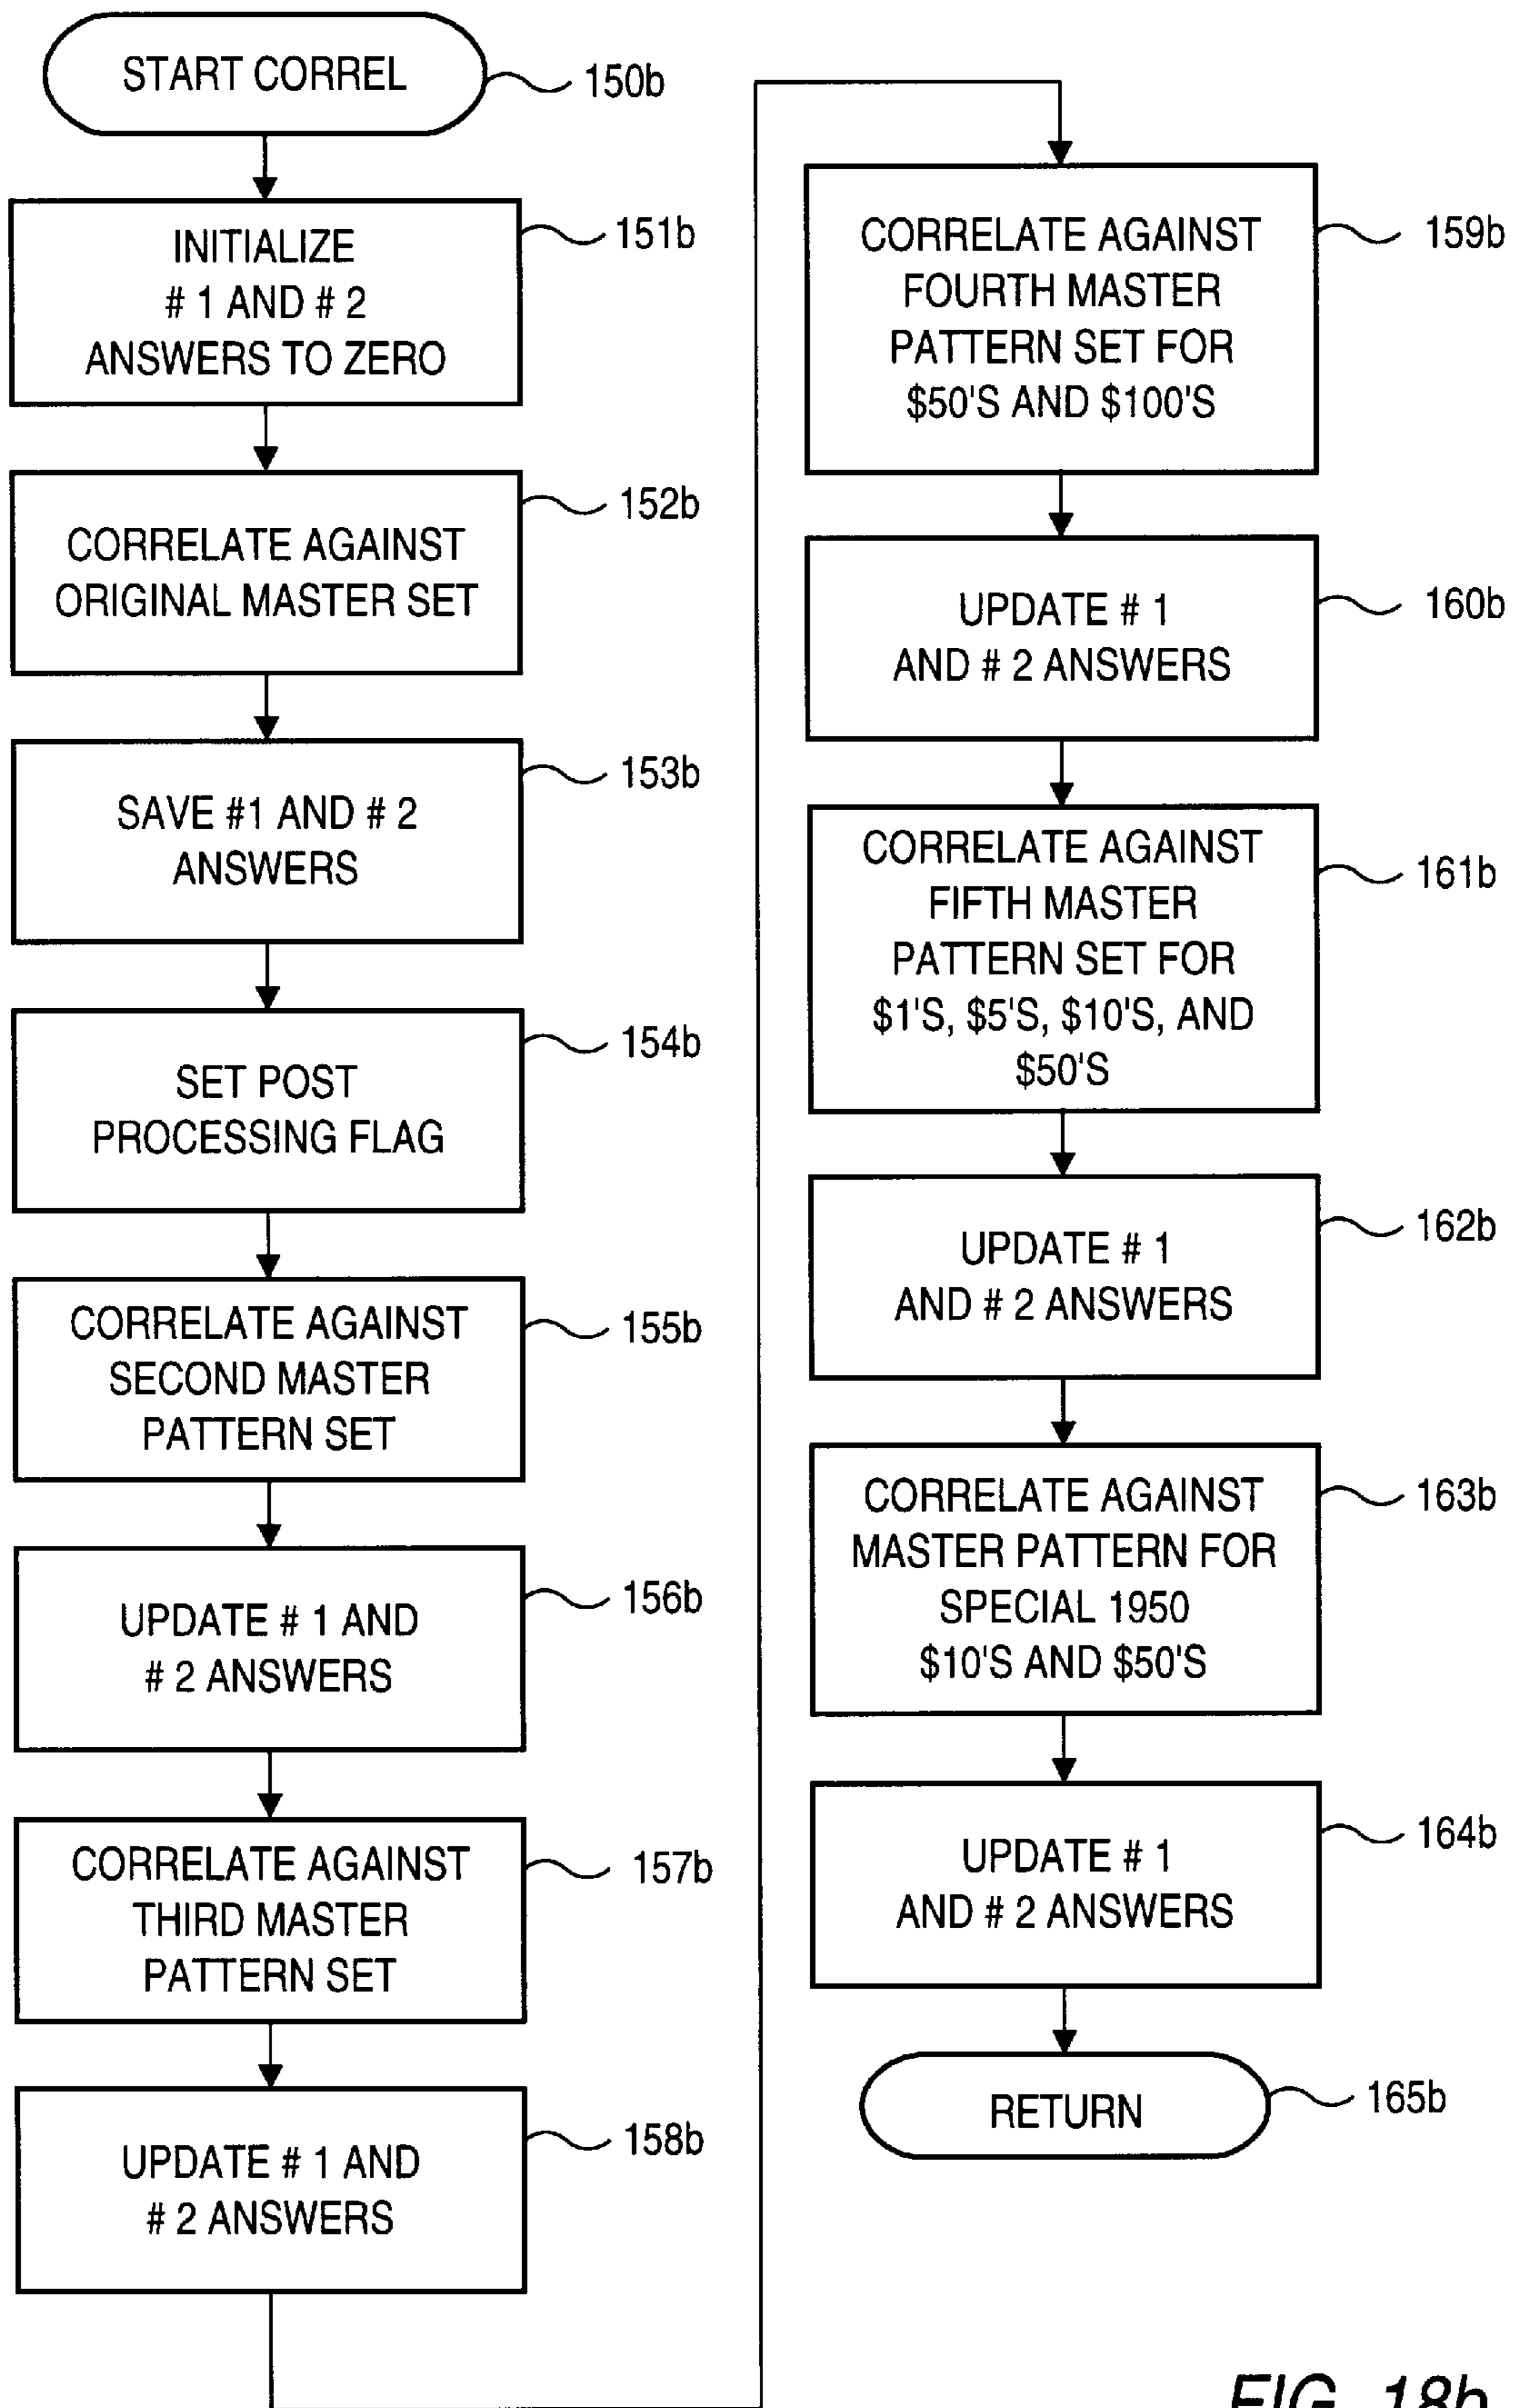 START CORREL
150b
INITIALIZE
# 1 AND # 2
ANSWERS TO ZERO
151b
CORRELATE AGAINST
ORIGINAL MASTER SET
152b
SAVE #1 AND # 2
ANSWERS
153b
SET POST
PROCESSING FLAG
154b
CORRELATE AGAINST
SECOND MASTER
PATTERN SET
155b
UPDATE # 1 AND
# 2 ANSWERS
156b
CORRELATE AGAINST
THIRD MASTER
PATTERN SET
157b
UPDATE # 1 AND
# 2 ANSWERS
158b
CORRELATE AGAINST
FOURTH MASTER
PATTERN SET FOR
$50'S AND $100'S
159b
UPDATE # 1
AND # 2 ANSWERS
160b
CORRELATE AGAINST
FIFTH MASTER
PATTERN SET FOR
$1'S, $5'S, $10'S, AND
$50'S
161b
UPDATE # 1
AND # 2 ANSWERS
162b
CORRELATE AGAINST
MASTER PATTERN FOR
SPECIAL 1950
$10'S AND $50'S
163b
UPDATE # 1
AND # 2 ANSWERS
164b
RETURN
165b
FIG. 18b